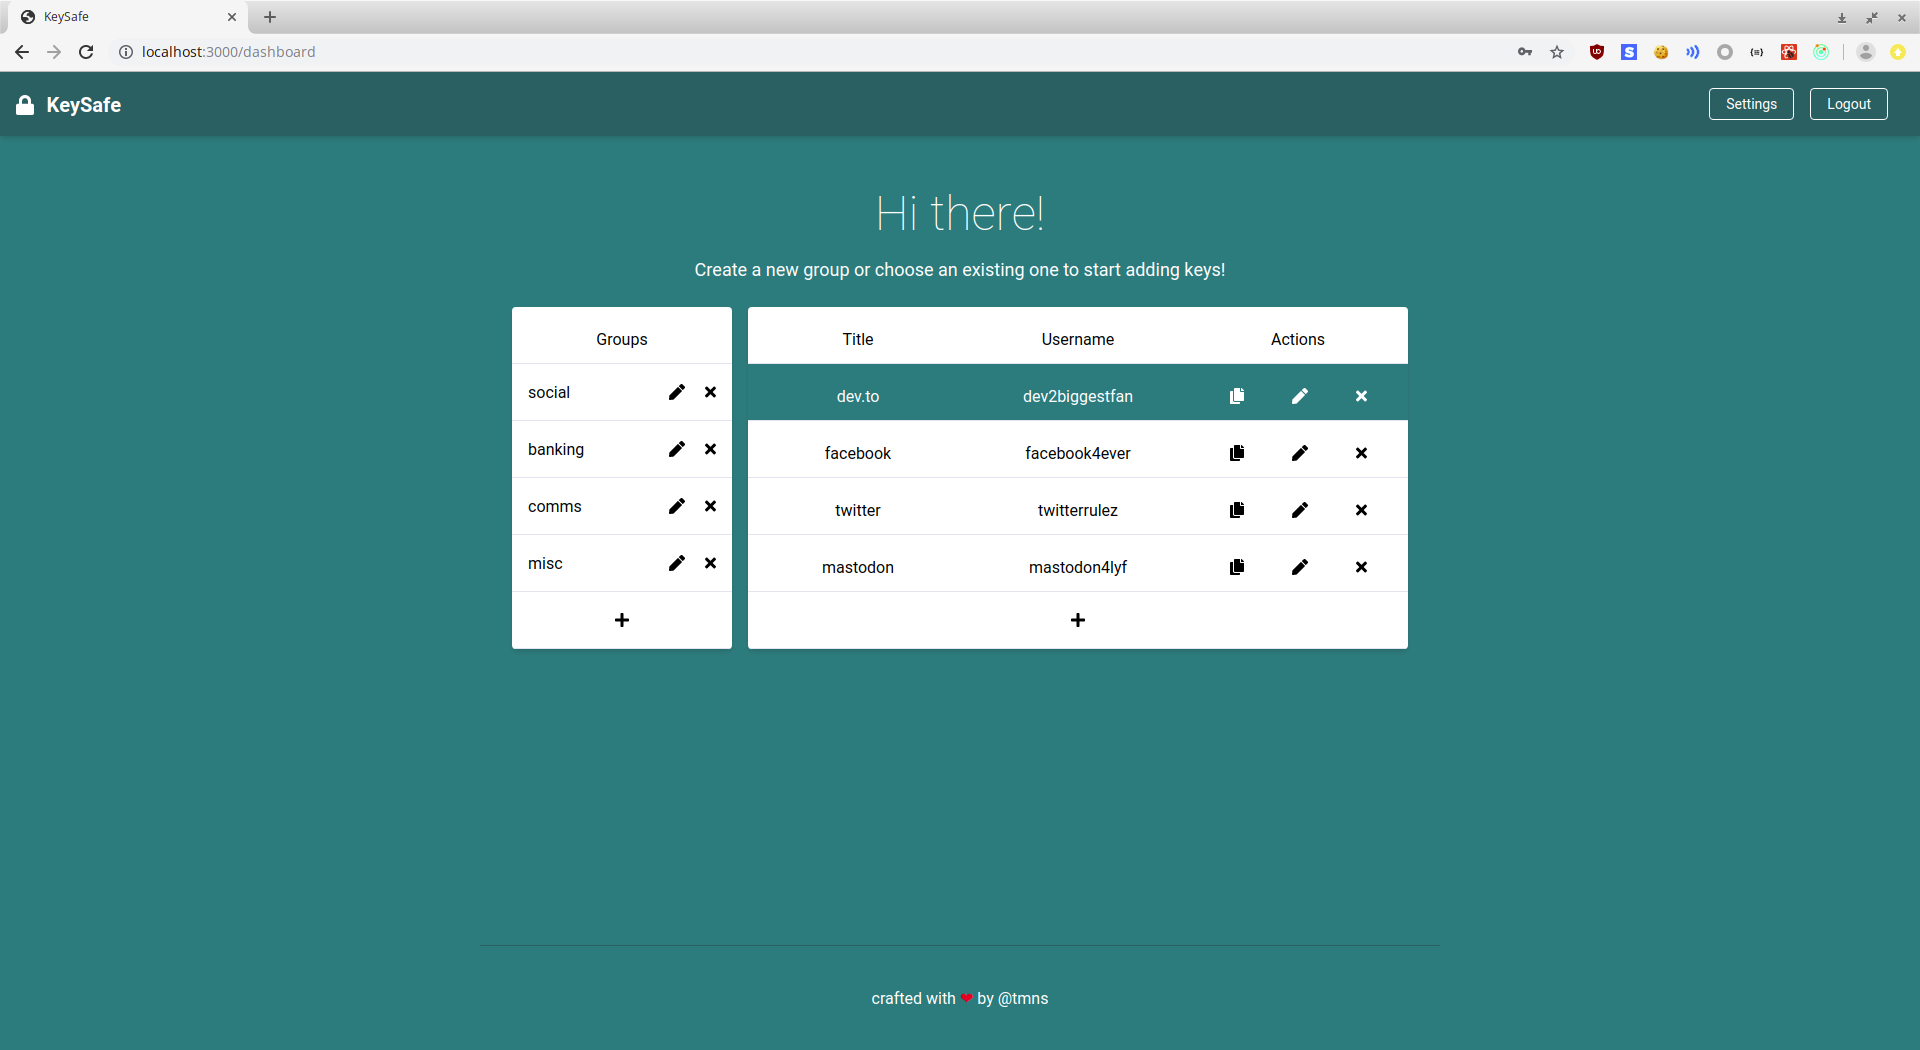 KeySafe
localhost:3000/dashboard
KeySafe
Settings
Logout
Hi there!
Create a new group or choose an existing one to start adding keys!
Groups
social
banking
comms
misc
Title Username Actions
dev.to dev2biggestfan
facebook facebook4ever
twitter twitterrulez
mastodon mastodon4lyf
crafted with ❤ by @tmns